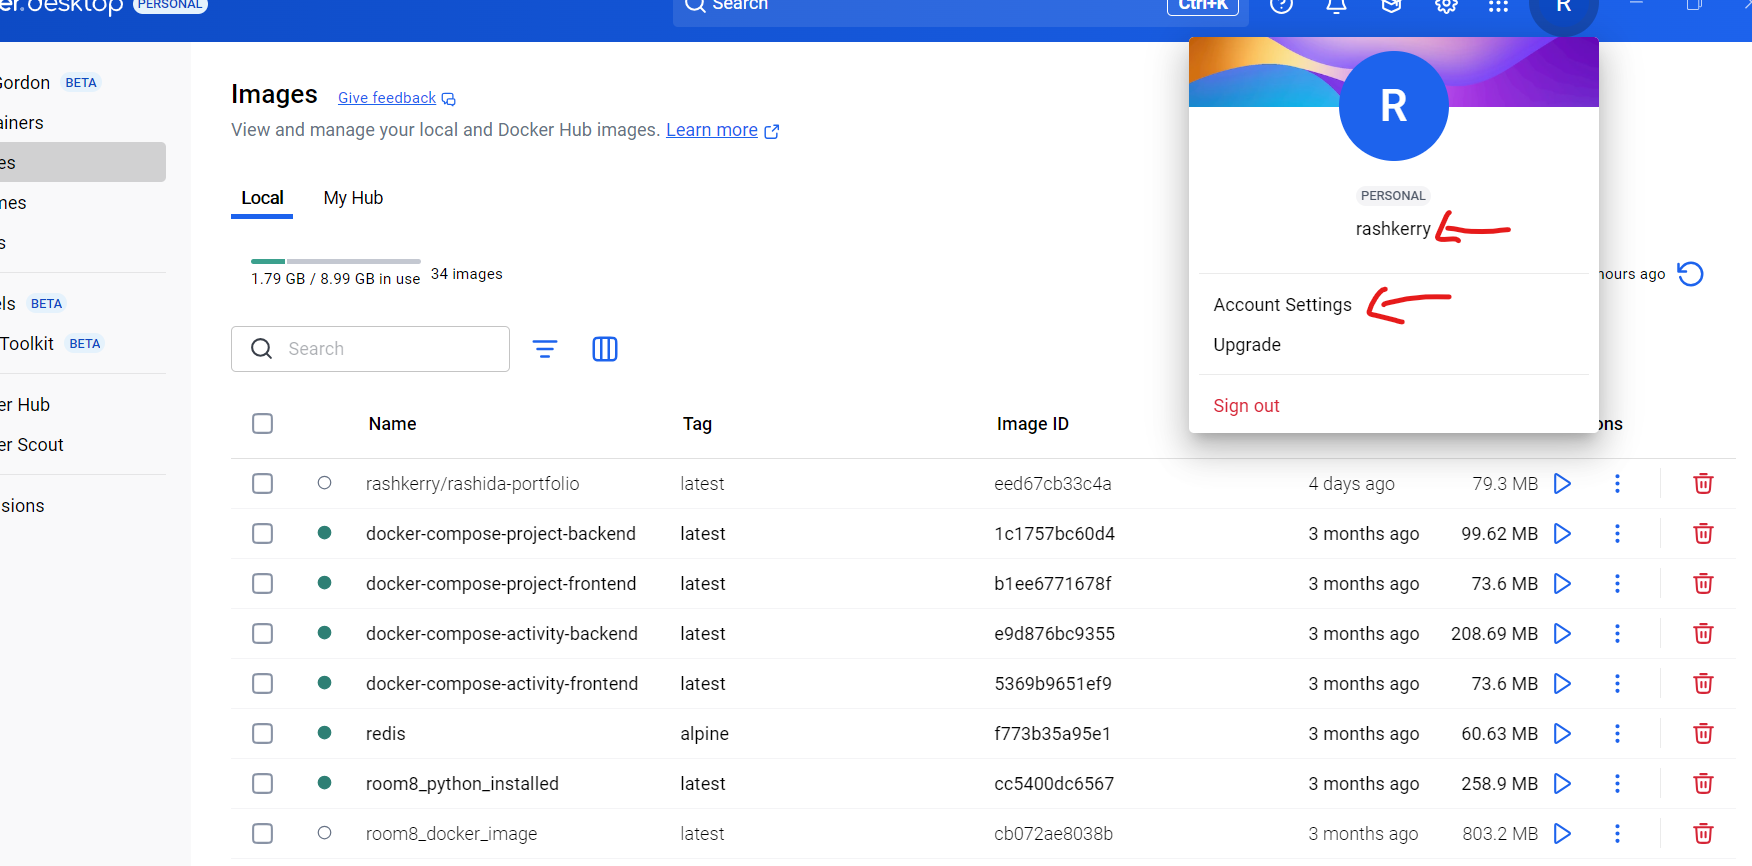 er.desktop PERSONAL
Search Ctrl+K
R
Gordon BETA
ainers
es
mes
s
els BETA
Toolkit BETA
er Hub
er Scout
sions
Images Give feedback
View and manage your local and Docker Hub images. Learn more
Local My Hub
1.79 GB / 8.99 GB in use 34 images
hours ago
Search
R
PERSONAL
rashkerry
Account Settings
Upgrade
Sign out
Name Tag Image ID ons
rashkerry/rashida-portfolio latest eed67cb33c4a 4 days ago 79.3 MB
docker-compose-project-backend latest 1c1757bc60d4 3 months ago 99.62 MB
docker-compose-project-frontend latest b1ee6771678f 3 months ago 73.6 MB
docker-compose-activity-backend latest e9d876bc9355 3 months ago 208.69 MB
docker-compose-activity-frontend latest 5369b9651ef9 3 months ago 73.6 MB
redis alpine f773b35a95e1 3 months ago 60.63 MB
room8_python_installed latest cc5400dc6567 3 months ago 258.9 MB
room8_docker_image latest cb072ae8038b 3 months ago 803.2 MB